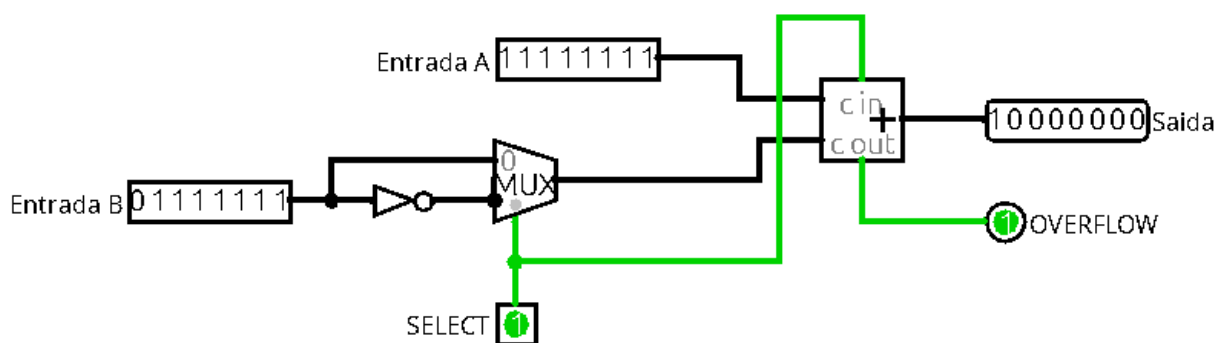 Entrada A 11111111
c in
+
c out
10000000 Saida
0
MUX
Entrada B 01111111
1 OVERFLOW
SELECT 1